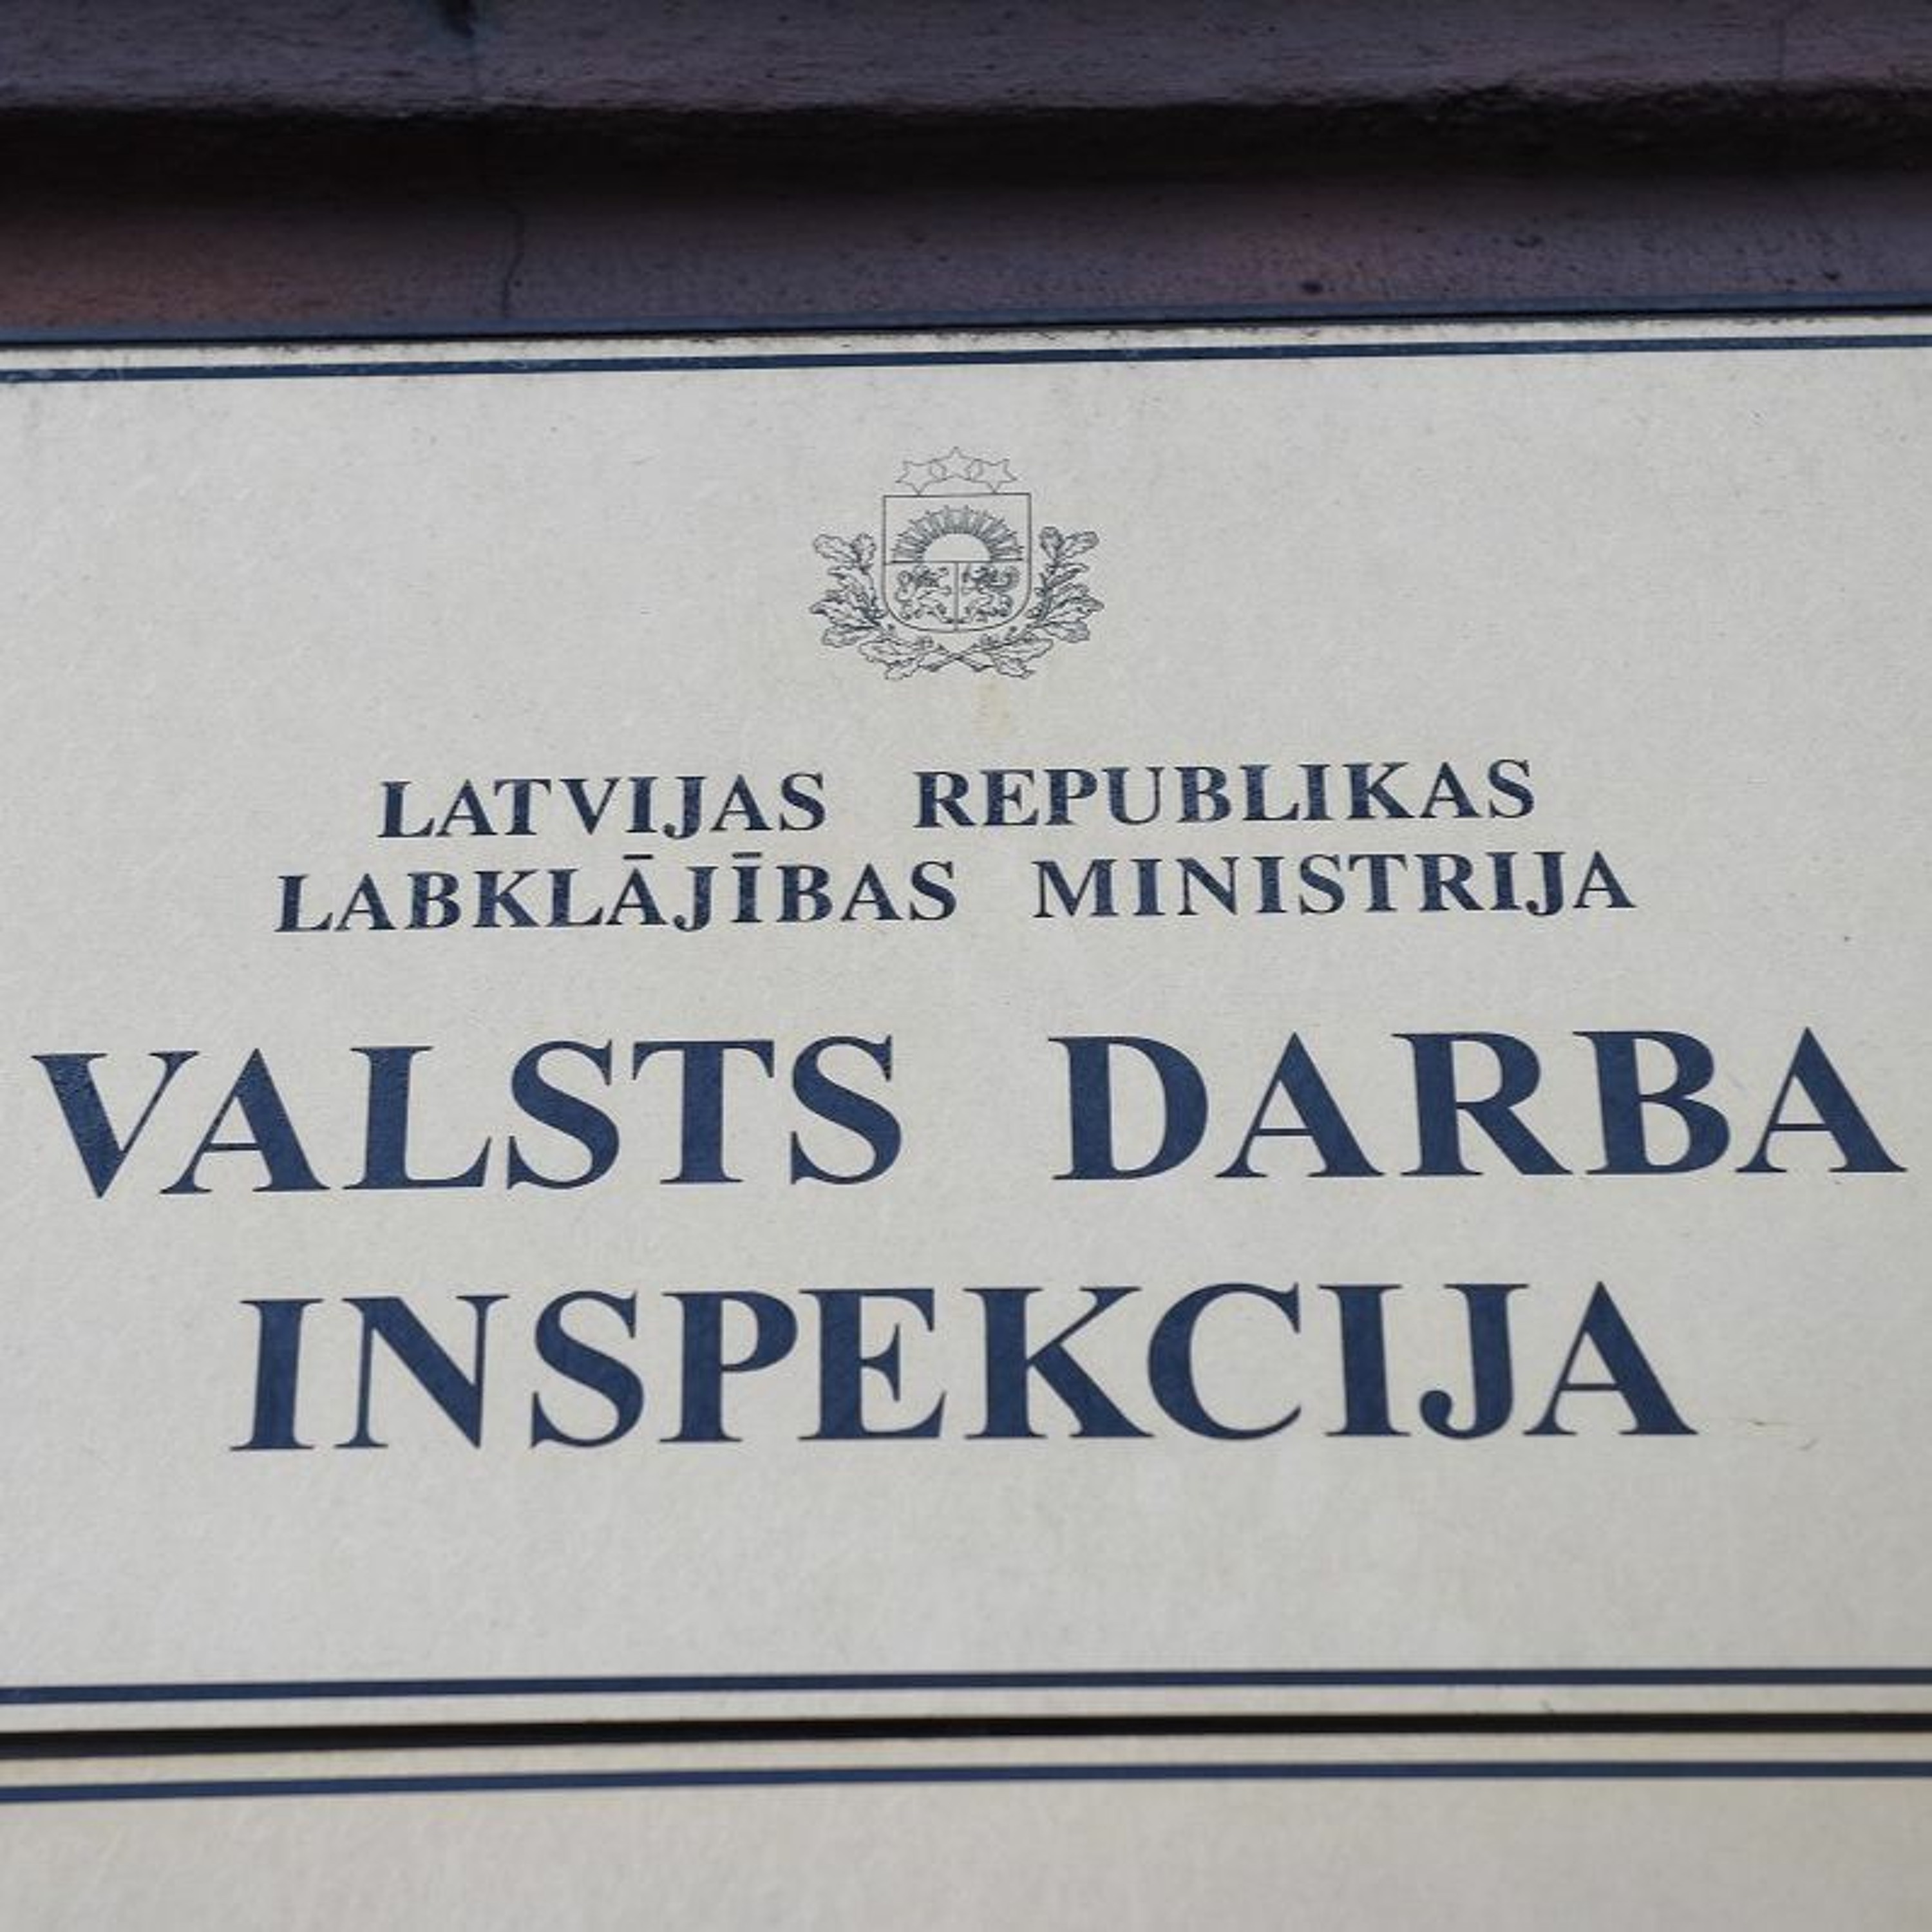 LATVIJAS REPUBLIKAS
LABKLĀJĪBAS MINISTRIJA
VALSTS DARBA
INSPEKCIJA